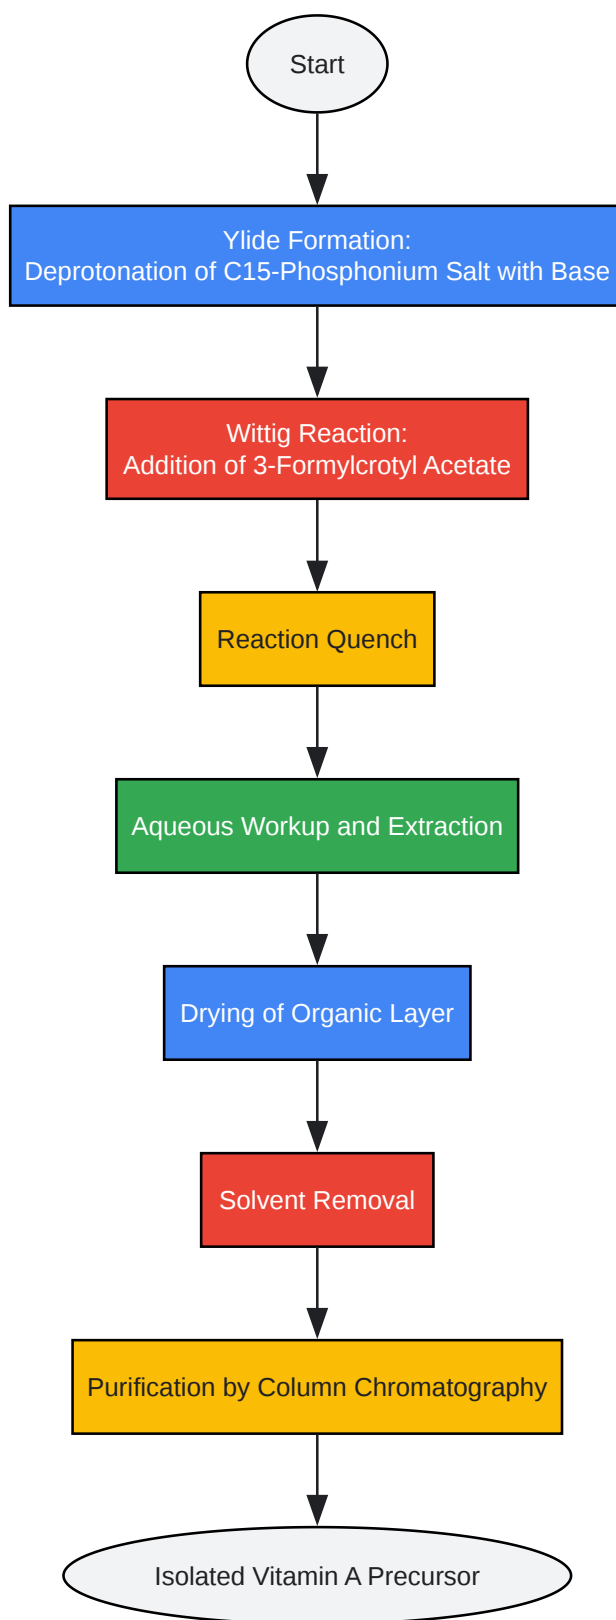 Start
Ylide Formation:
Deprotonation of C15-Phosphonium Salt with Base
Wittig Reaction:
Addition of 3-Formylcrotyl Acetate
Reaction Quench
Aqueous Workup and Extraction
Drying of Organic Layer
Solvent Removal
Purification by Column Chromatography
Isolated Vitamin A Precursor